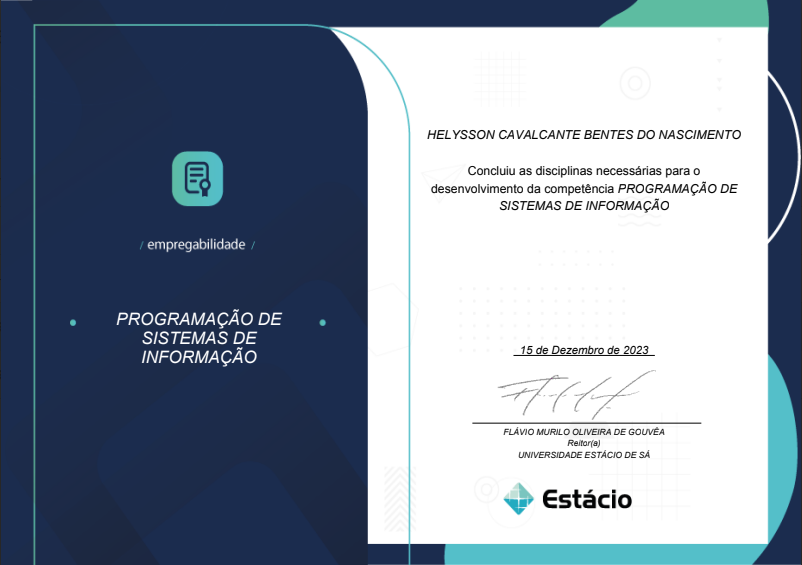 / empregabilidade /
PROGRAMAÇÃO DE
SISTEMAS DE
INFORMAÇÃO
HELYSSON CAVALCANTE BENTES DO NASCIMENTO
Concluiu as disciplinas necessárias para o
desenvolvimento da competência PROGRAMAÇÃO DE
SISTEMAS DE INFORMAÇÃO
15 de Dezembro de 2023
FLÁVIO MURILO OLIVEIRA DE GOUVÊA
Reitor(a)
UNIVERSIDADE ESTÁCIO DE SÁ
Estácio